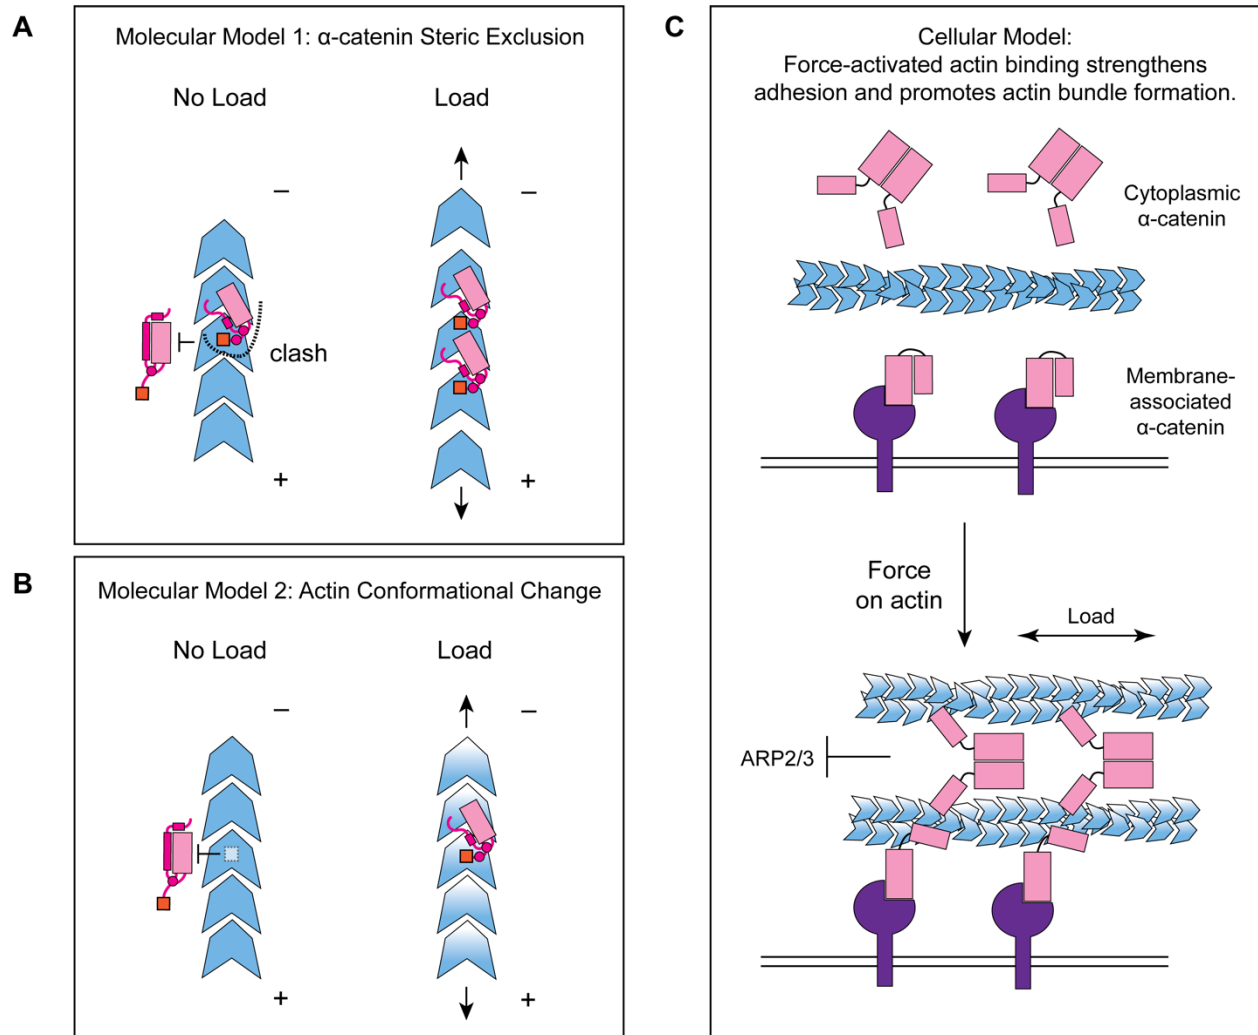 A
Molecular Model 1: α-catenin Steric Exclusion
No Load
Load
–
–
clash
+
+
B
Molecular Model 2: Actin Conformational Change
No Load
Load
–
–
+
+
C
Cellular Model:
Force-activated actin binding strengthens
adhesion and promotes actin bundle formation.
Cytoplasmic
α-catenin
Membrane-
associated
α-catenin
Force
on actin
Load
ARP2/3